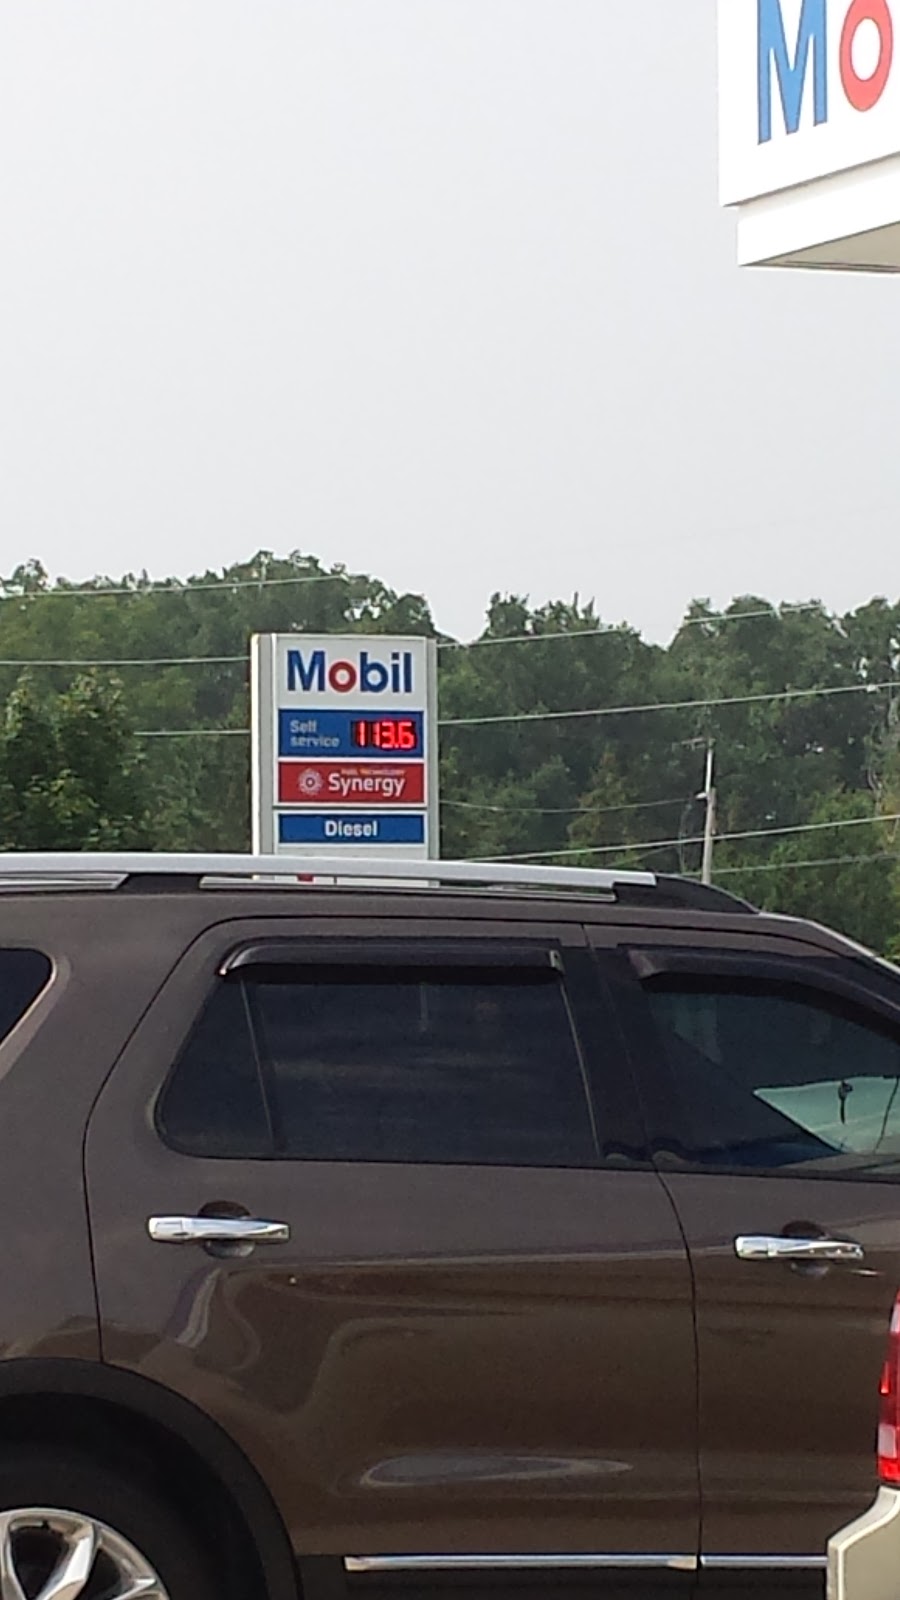 Mo
Mobil
Self
service 113.6
FUEL TECHNOLOGY
Synergy
Diesel